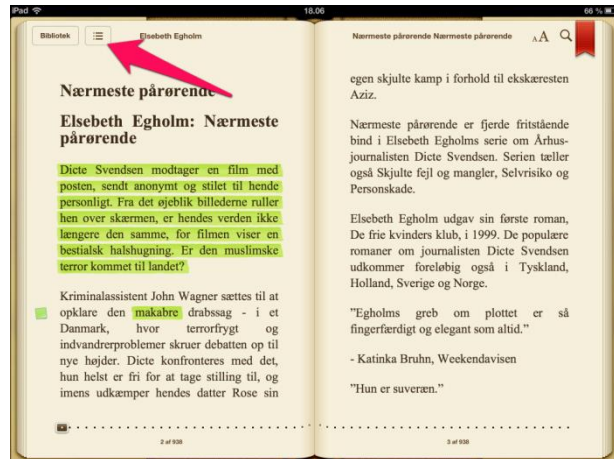 iPad
18.06
66 %
Bibliotek
Elsebeth Egholm
Nærmeste pårørende Nærmeste pårørende
AA
Nærmeste pårørende
Elsebeth Egholm: Nærmeste
pårørende
Dicte Svendsen modtager en film med
posten, sendt anonymt og stilet til hende
personligt. Fra det øjeblik billederne ruller
hen over skærmen, er hendes verden ikke
længere den samme, for filmen viser en
bestialsk halshugning. Er den muslimske
terror kommet til landet?
Kriminalassistent John Wagner sættes til at
opklare den makabre drabssag - i et
Danmark, hvor terrorfrygt og
indvandrerproblemer skruer debatten op til
nye højder. Dicte konfronteres med det,
hun helst er fri for at tage stilling til, og
imens udkæmper hendes datter Rose sin
2 af 938
egen skjulte kamp i forhold til ekskæresten
Aziz.
Nærmeste pårørende er fjerde fritstående
bind i Elsebeth Egholms serie om Århus-
journalisten Dicte Svendsen. Serien tæller
også Skjulte fejl og mangler, Selvrisiko og
Personskade.
Elsebeth Egholm udgav sin første roman,
De frie kvinders klub, i 1999. De populære
romaner om journalisten Dicte Svendsen
udkommer foreløbig også i Tyskland,
Holland, Sverige og Norge.
”Egholms greb om plottet er så
fingerfærdigt og elegant som altid.”
- Katinka Bruhn, Weekendavisen
”Hun er suveræn.”
3 af 938